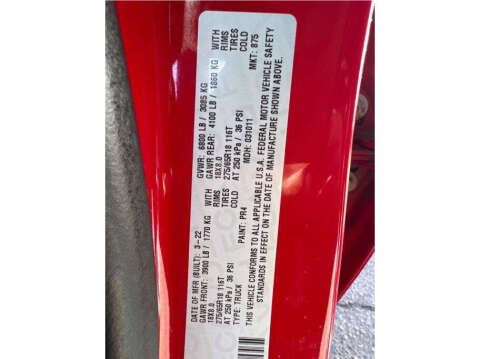 DATE OF MFR (BUILT): 3-22 GVWR: 6800 LB / 3085 KG
GAWR FRONT: 3900 LB / 1770 KG WITH GAWR REAR: 4100 LB / 1860 KG WITH
18X8.0 RIMS 18X8.0 RIMS
275/65R18 116T TIRES 275/65R18 116T TIRES
AT 250 kPa / 36 PSI COLD AT 250 kPa / 36 PSI COLD
TYPE: TRUCK PAINT: PR4 MDH: 031011 MKT: 875
THIS VEHICLE CONFORMS TO ALL APPLICABLE U.S.A. FEDERAL MOTOR VEHICLE SAFETY
STANDARDS IN EFFECT ON THE DATE OF MANUFACTURE SHOWN ABOVE.